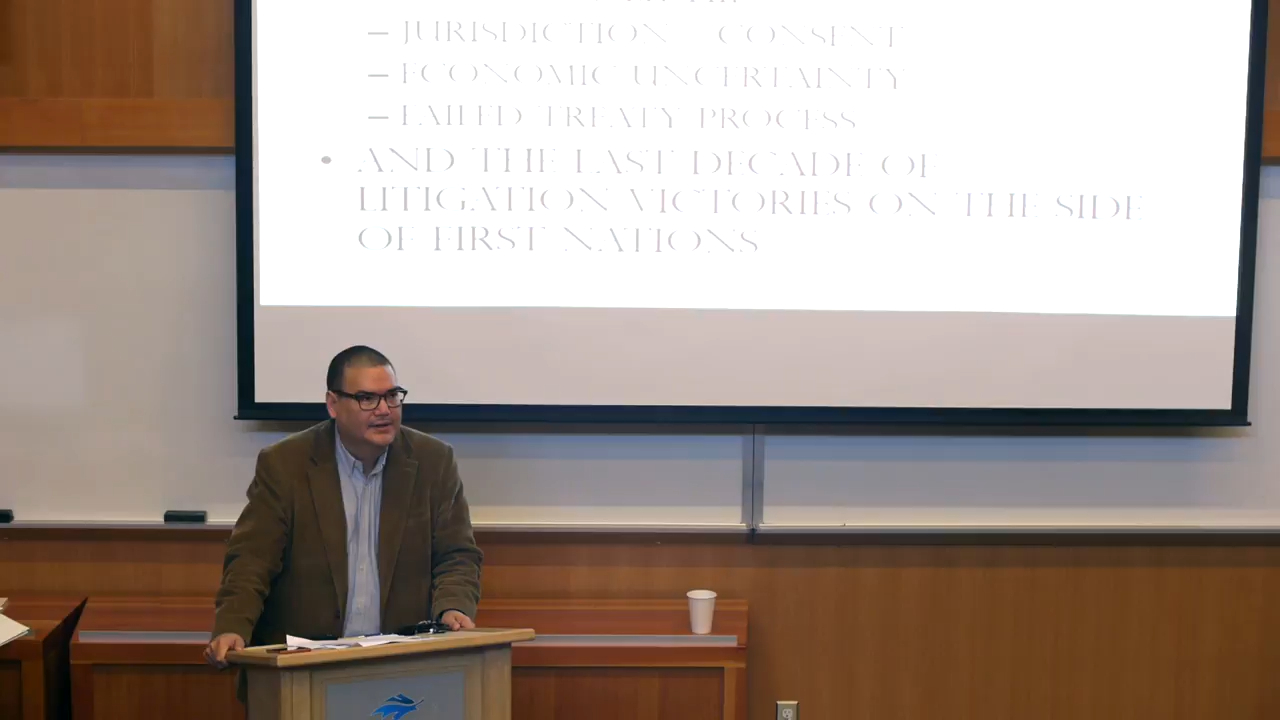 – JURISDICTION – CONSENT
– ECONOMIC UNCERTAINTY
– FAILED TREATY PROCESS
• AND THE LAST DECADE OF
LITIGATION VICTORIES ON THE SIDE
OF FIRST NATIONS